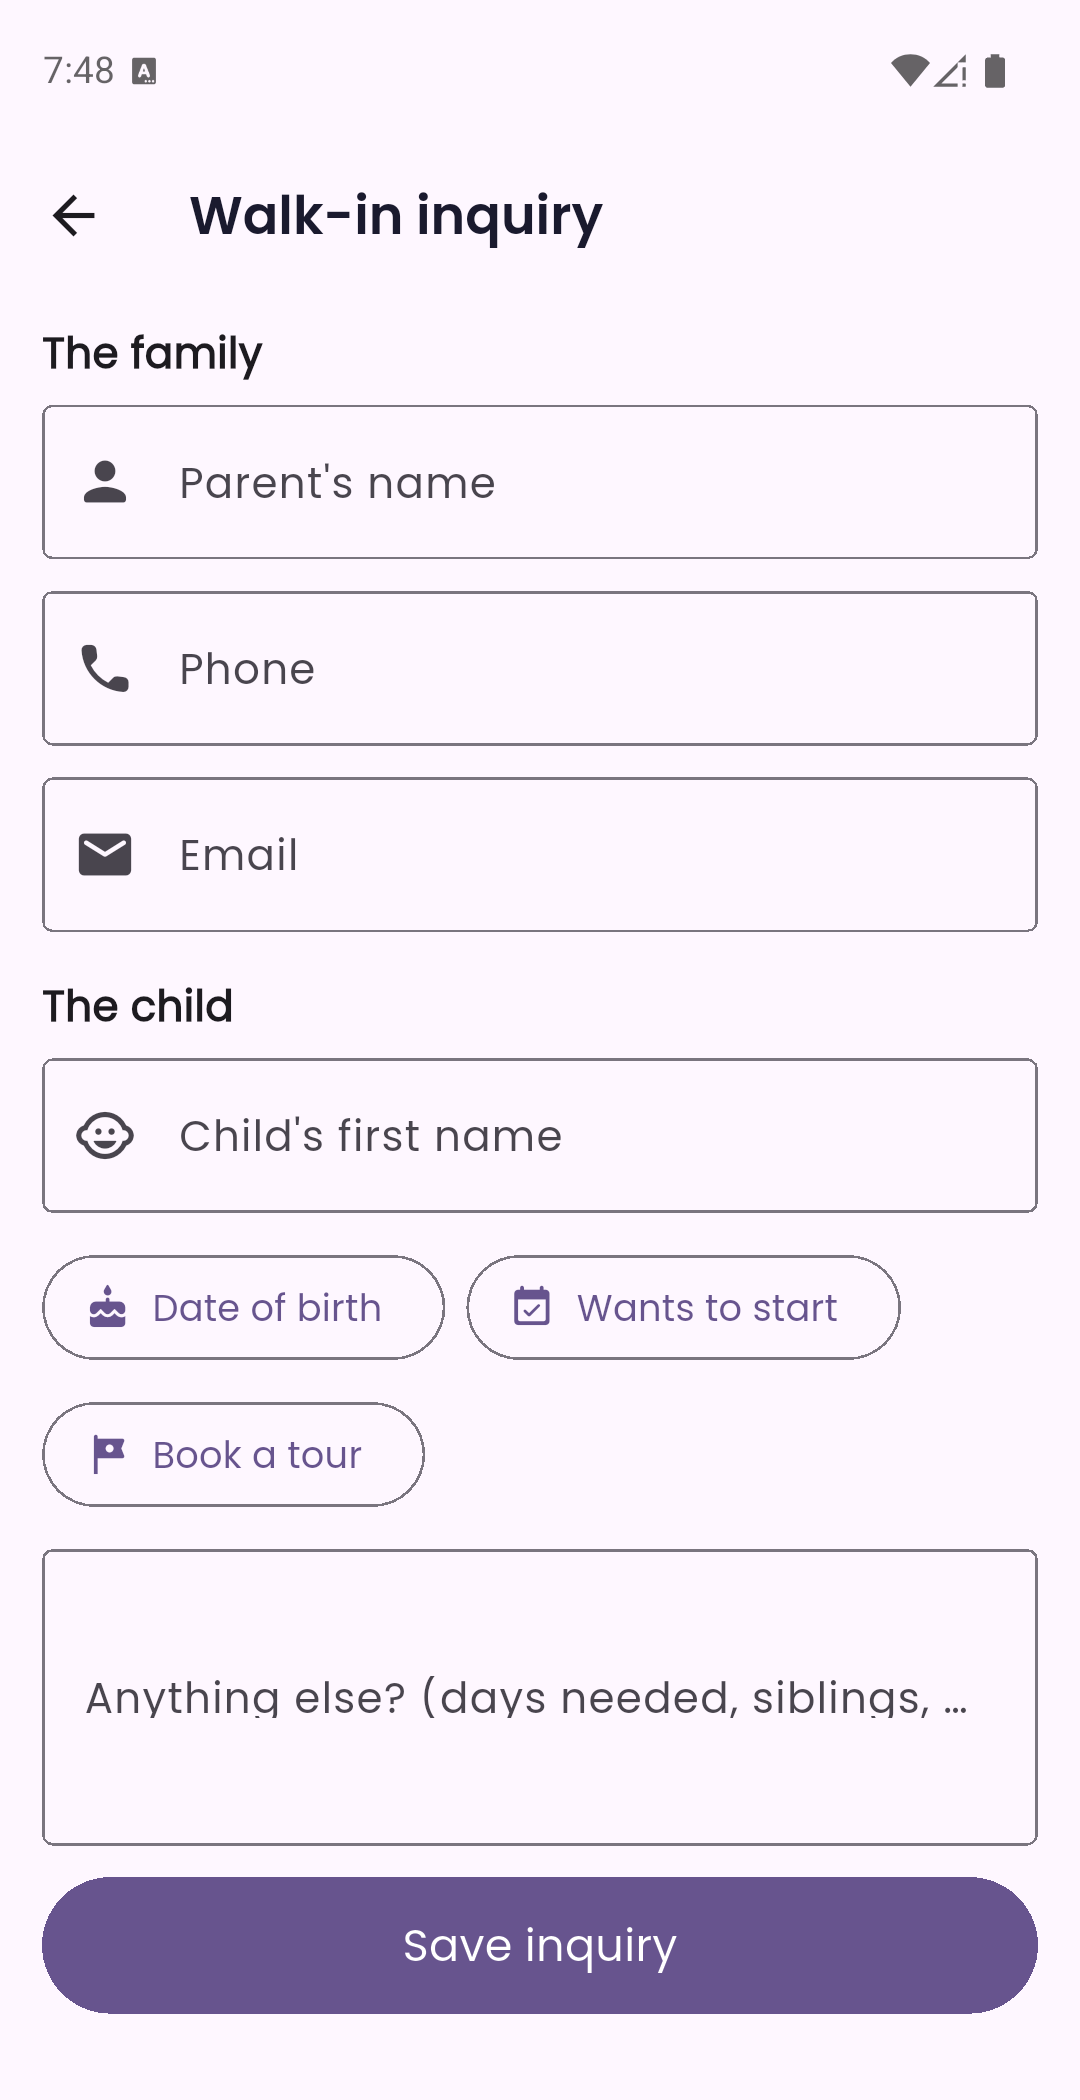 7:48
Walk-in inquiry
The family
Parent's name
Phone
Email
The child
Child's first name
Date of birth
Wants to start
Book a tour
Anything else? (days needed, siblings, …
Save inquiry